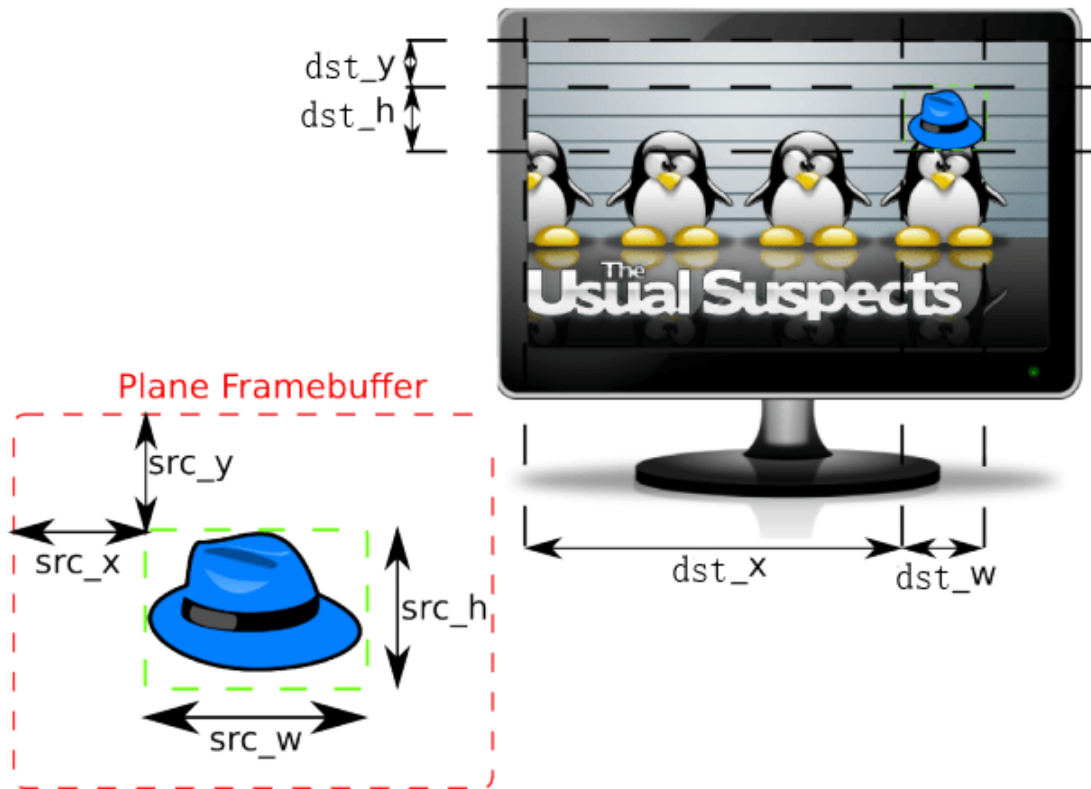 dst_y
dst_h
The
Usual Suspects
Plane Framebuffer
src_y
src_x
src_h
src_w
dst_x
dst_w